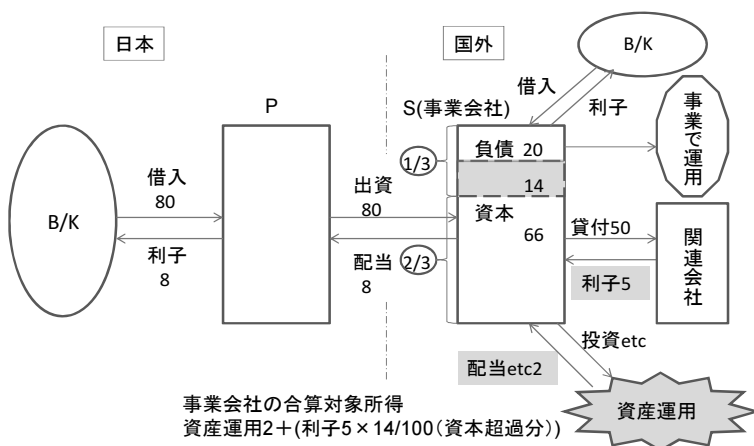 日本
国外
B/K
P
S(事業会社)
借入
利子
事業で運用
負債 20
1/3
14
借入
80
出資
80
資本
66
貸付50
関連会社
B/K
利子
8
配当
8
2/3
利子5
投資etc
配当etc2
資産運用
事業会社の合算対象所得
資産運用2+(利子5×14/100(資本超過分))